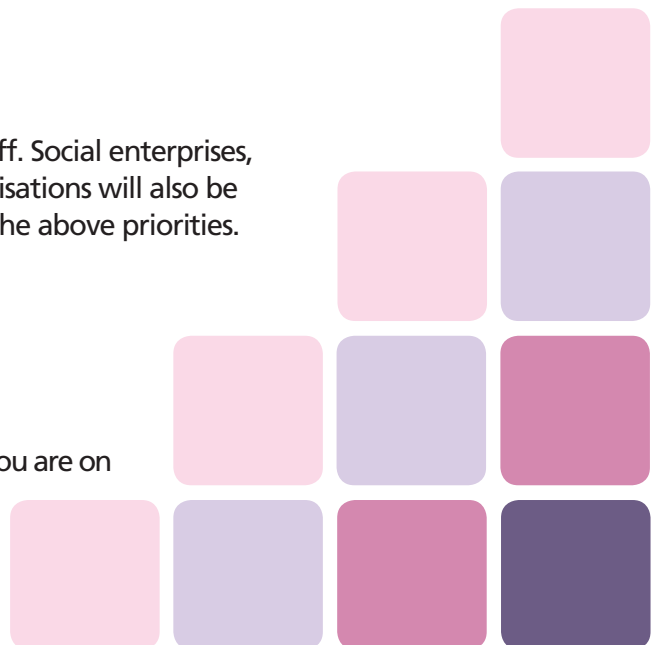 ff. Social enterprises,
isations will also be
he above priorities.
ou are on